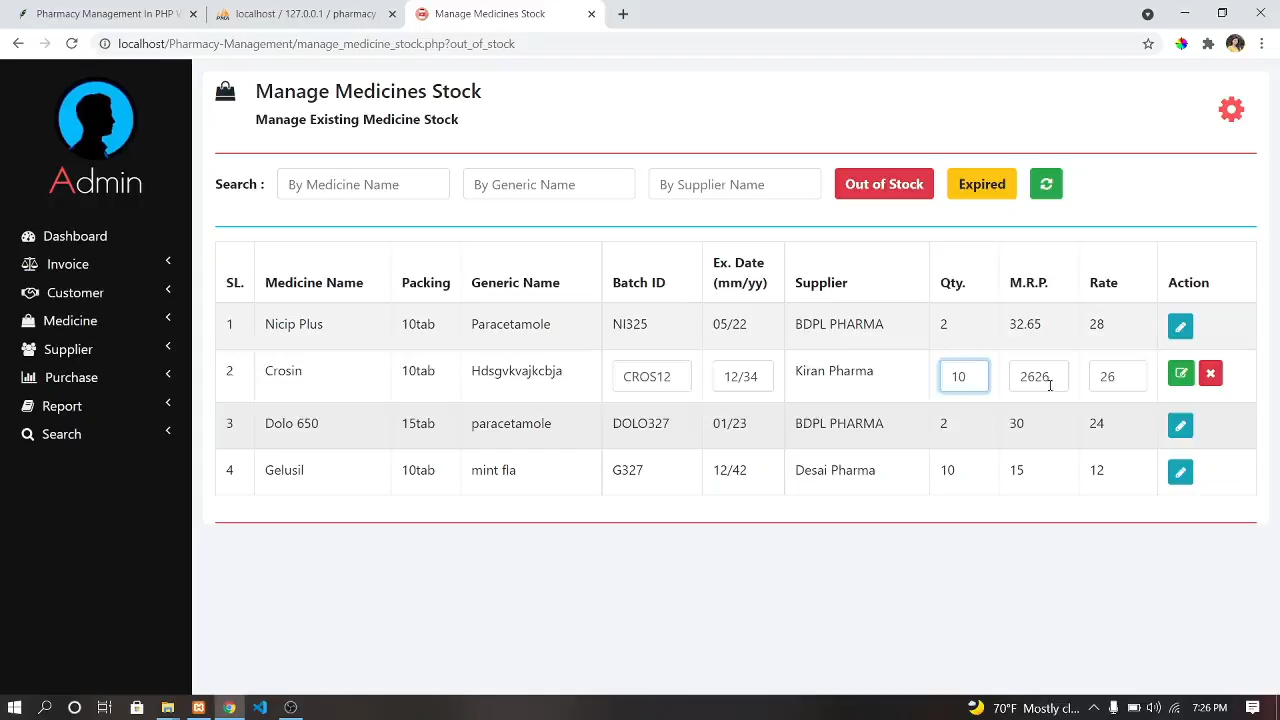 Pharmacy Management In PHP V
localhost / 127.0.0.1 / pharmacy
Manage Medicines Stock
localhost/Pharmacy-Management/manage_medicine_stock.php?out_of_stock
Admin
Dashboard
Invoice
Customer
Medicine
Supplier
Purchase
Report
Search
Manage Medicines Stock
Manage Existing Medicine Stock
Search : By Medicine Name By Generic Name By Supplier Name Out of Stock Expired
SL. Medicine Name Packing Generic Name Batch ID Ex. Date (mm/yy) Supplier Qty. M.R.P. Rate Action
1 Nicip Plus 10tab Paracetamole NI325 05/22 BDPL PHARMA 2 32.65 28
2 Crosin 10tab Hdsgvkvajkcbja CROS12 12/34 Kiran Pharma 10 2626 26
3 Dolo 650 15tab paracetamole DOLO327 01/23 BDPL PHARMA 2 30 24
4 Gelusil 10tab mint fla G327 12/42 Desai Pharma 10 15 12
70°F Mostly cl... 7:26 PM